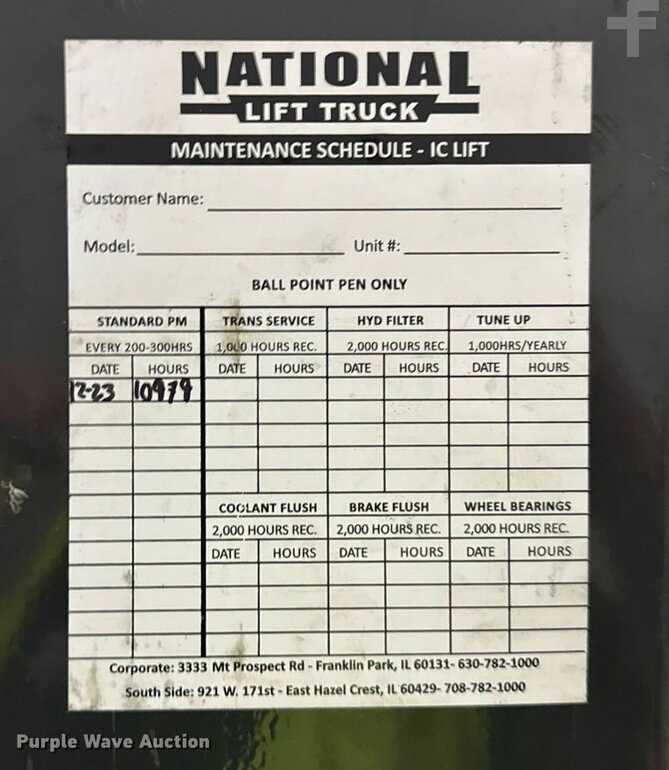 NATIONAL
LIFT TRUCK
MAINTENANCE SCHEDULE - IC LIFT
Customer Name:
Model: Unit #:
BALL POINT PEN ONLY
STANDARD PM TRANS SERVICE HYD FILTER TUNE UP
EVERY 200-300HRS 1,000 HOURS REC. 2,000 HOURS REC. 1,000HRS/YEARLY
DATE HOURS DATE HOURS DATE HOURS DATE HOURS
12-23 10979
COOLANT FLUSH BRAKE FLUSH WHEEL BEARINGS
2,000 HOURS REC. 2,000 HOURS REC. 2,000 HOURS REC.
DATE HOURS DATE HOURS DATE HOURS
Corporate: 3333 Mt Prospect Rd - Franklin Park, IL 60131- 630-782-1000
South Side: 921 W. 171st - East Hazel Crest, IL 60429- 708-782-1000
Purple Wave Auction